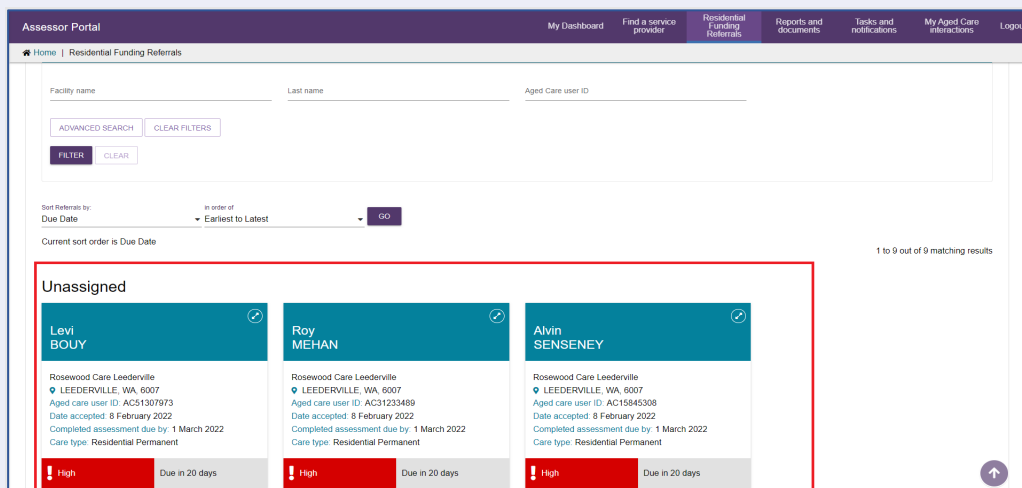 Assessor Portal
My Dashboard
Find a service
provider
Residential
Funding
Referrals
Reports and
documents
Tasks and
notifications
My Aged Care
interactions
Home | Residential Funding Referrals
Facility name
Last name
Aged Care user ID
ADVANCED SEARCH
CLEAR FILTERS
FILTER
CLEAR
Sort Referrals by:
Due Date
in order of
Earliest to Latest
GO
Current sort order is Due Date
1 to 9 out of 9 matching results
Unassigned
Levi
BOUY
Rosewood Care Leederville
LEEDERVILLE, WA, 6007
Aged care user ID: AC51307973
Date accepted: 8 February 2022
Completed assessment due by: 1 March 2022
Care type: Residential Permanent
! High
Due in 20 days
Roy
MEHAN
Rosewood Care Leederville
LEEDERVILLE, WA, 6007
Aged care user ID: AC31233489
Date accepted: 8 February 2022
Completed assessment due by: 1 March 2022
Care type: Residential Permanent
! High
Due in 20 days
Alvin
SENSENEY
Rosewood Care Leederville
LEEDERVILLE, WA, 6007
Aged care user ID: AC15845308
Date accepted: 8 February 2022
Completed assessment due by: 1 March 2022
Care type: Residential Permanent
! High
Due in 20 days